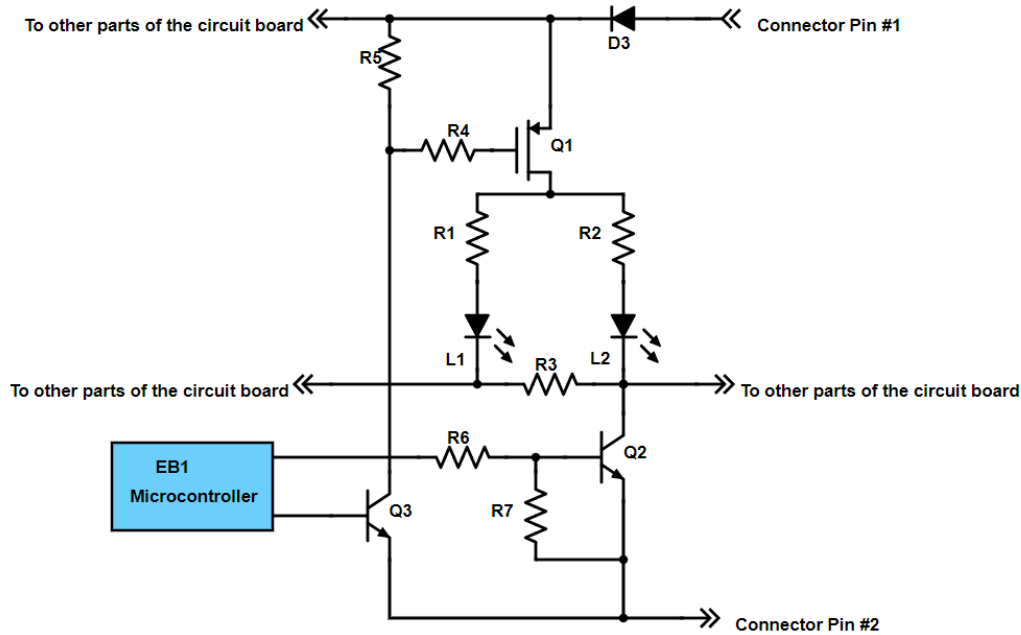 To other parts of the circuit board
Connector Pin #1
D3
R5
R4
Q1
R1
R2
L1
R3
L2
To other parts of the circuit board
To other parts of the circuit board
R6
Q2
EB1
Microcontroller
R7
Q3
Connector Pin #2